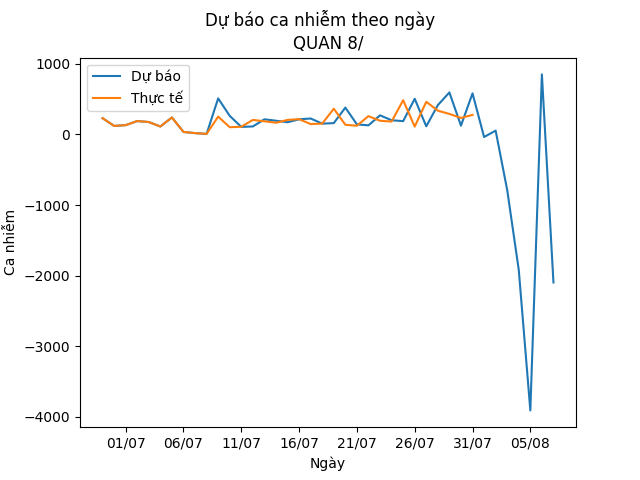 Dự báo ca nhiễm theo ngày
QUAN 8/
Dự báo
Thực tế
1000
0
−1000
−2000
−3000
−4000
Ca nhiễm
01/07 06/07 11/07 16/07 21/07 26/07 31/07 05/08
Ngày